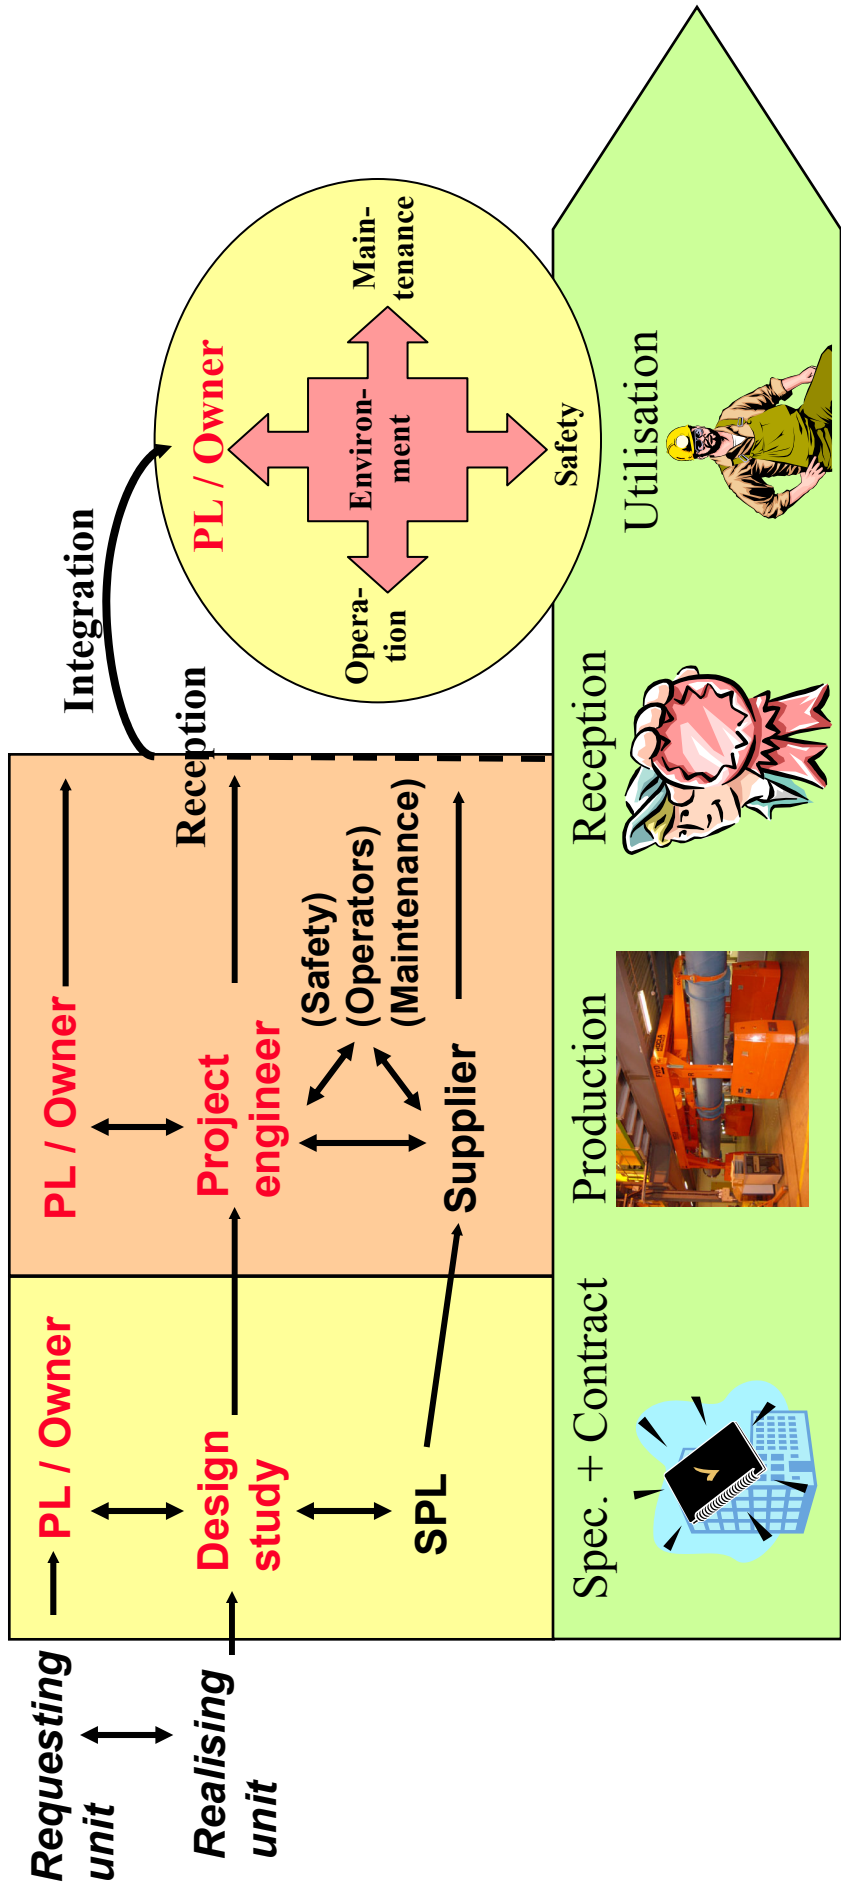 Requesting
unit
Realising
unit
PL / Owner
Design
study
SPL
PL / Owner
Project
engineer
Supplier
(Safety)
(Operators)
(Maintenance)
Reception
Integration
PL / Owner
Opera-
tion
Environ-
ment
Main-
tenance
Safety
Spec. + Contract
Production
Reception
Utilisation